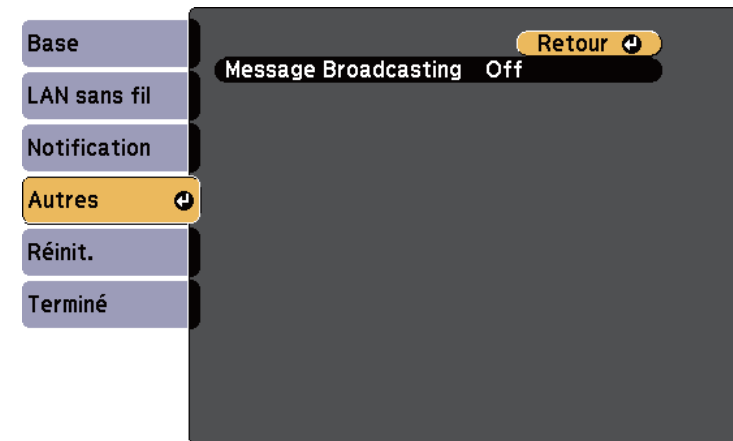 Base
LAN sans fil
Notification
Autres
Réinit.
Terminé
Retour
Message Broadcasting Off